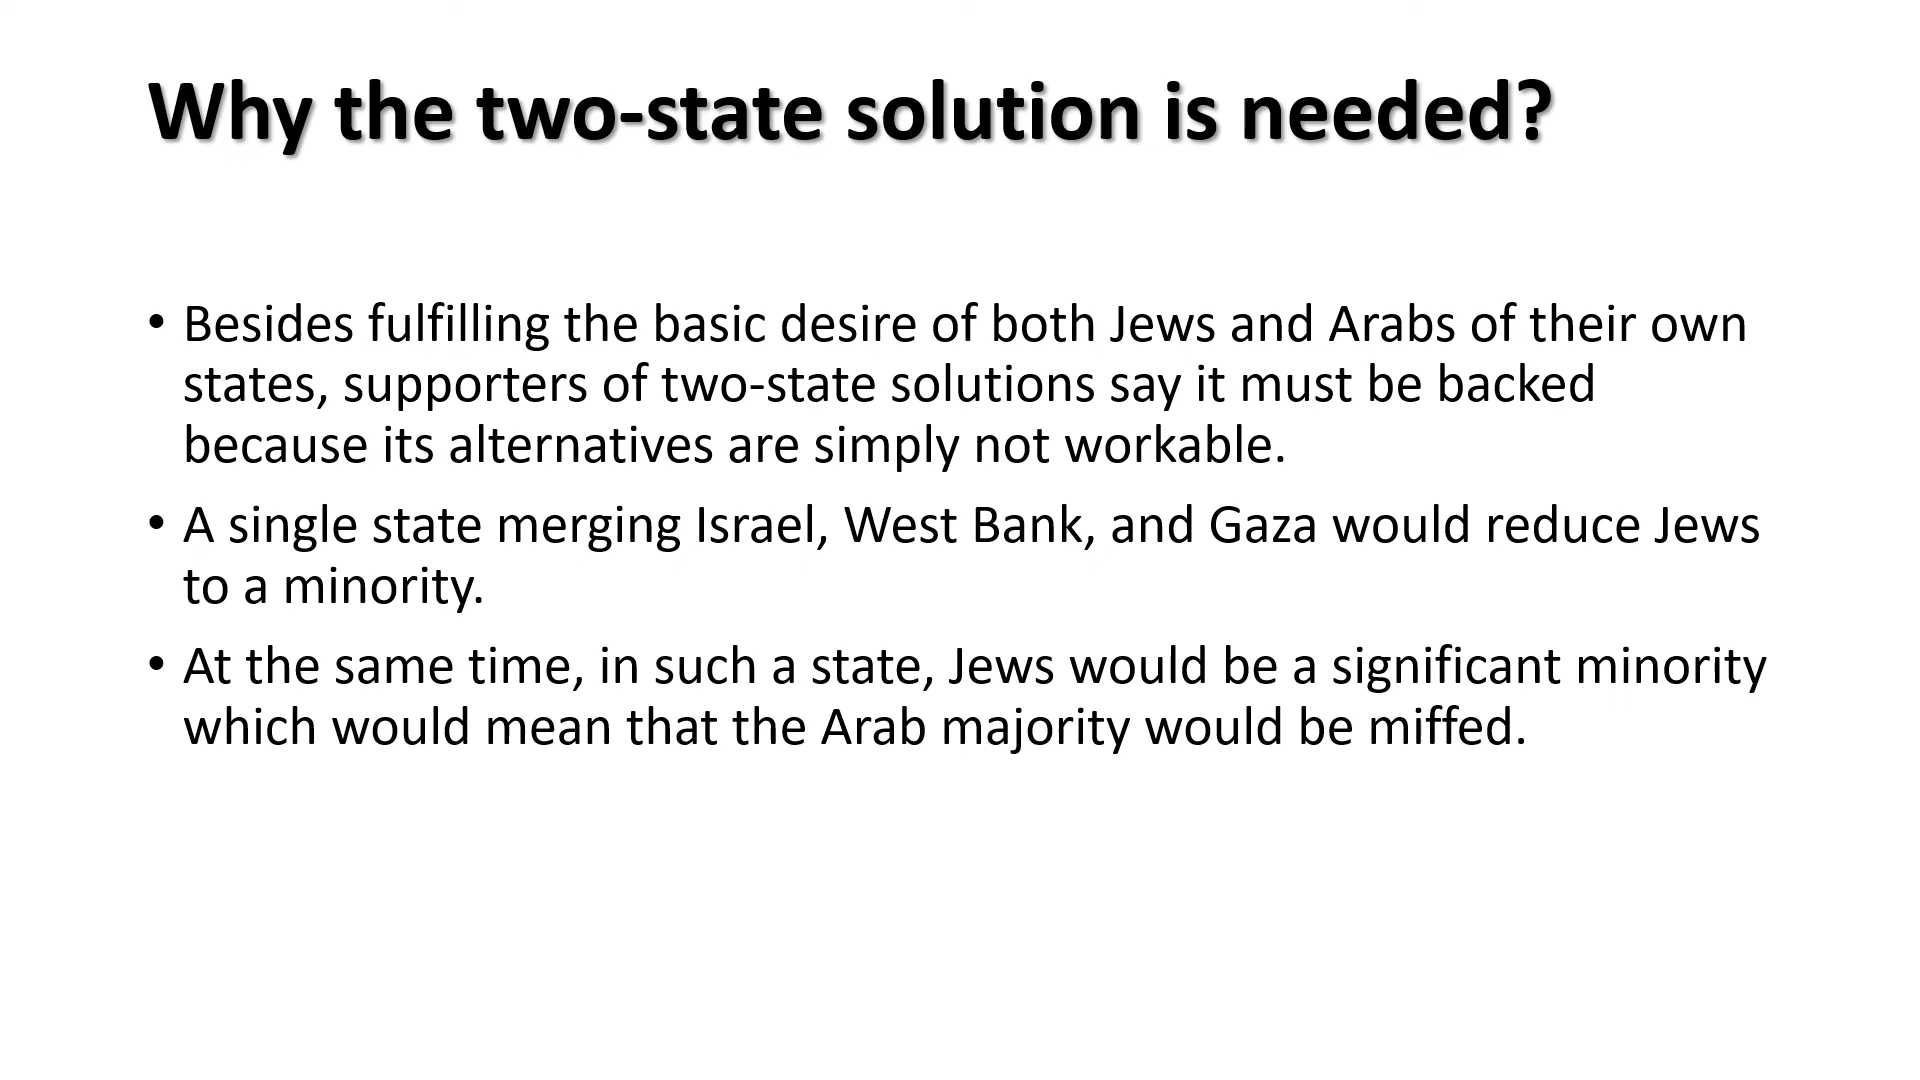 Why the two-state solution is needed?
• Besides fulfilling the basic desire of both Jews and Arabs of their own
states, supporters of two-state solutions say it must be backed
because its alternatives are simply not workable.
• A single state merging Israel, West Bank, and Gaza would reduce Jews
to a minority.
• At the same time, in such a state, Jews would be a significant minority
which would mean that the Arab majority would be miffed.